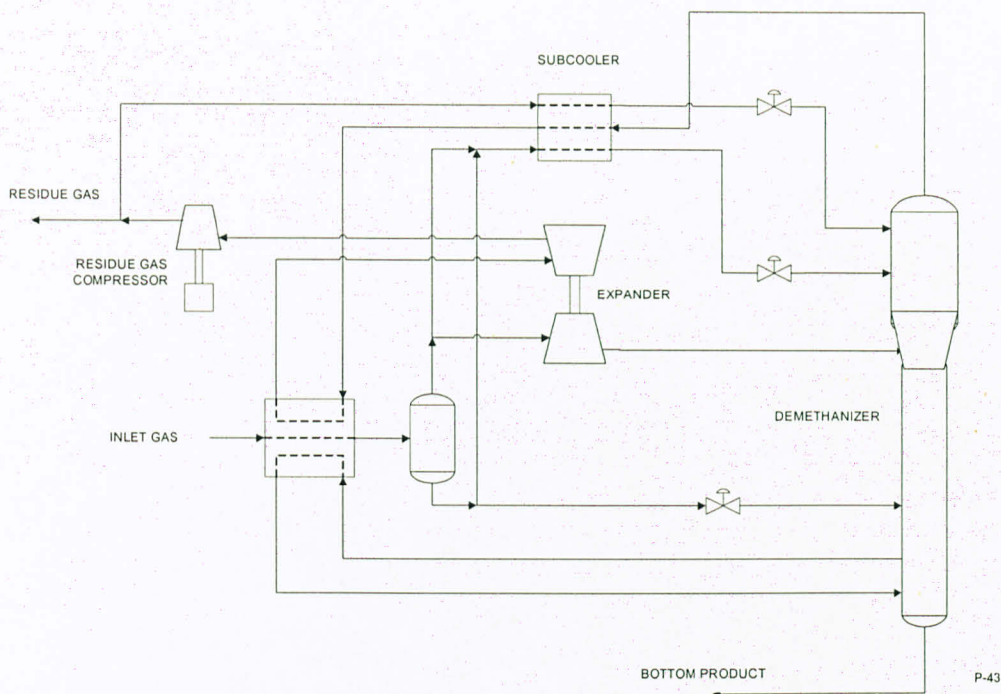 SUBCOOLER
RESIDUE GAS
RESIDUE GAS
COMPRESSOR
EXPANDER
DEMETHANIZER
INLET GAS
BOTTOM PRODUCT
P-43